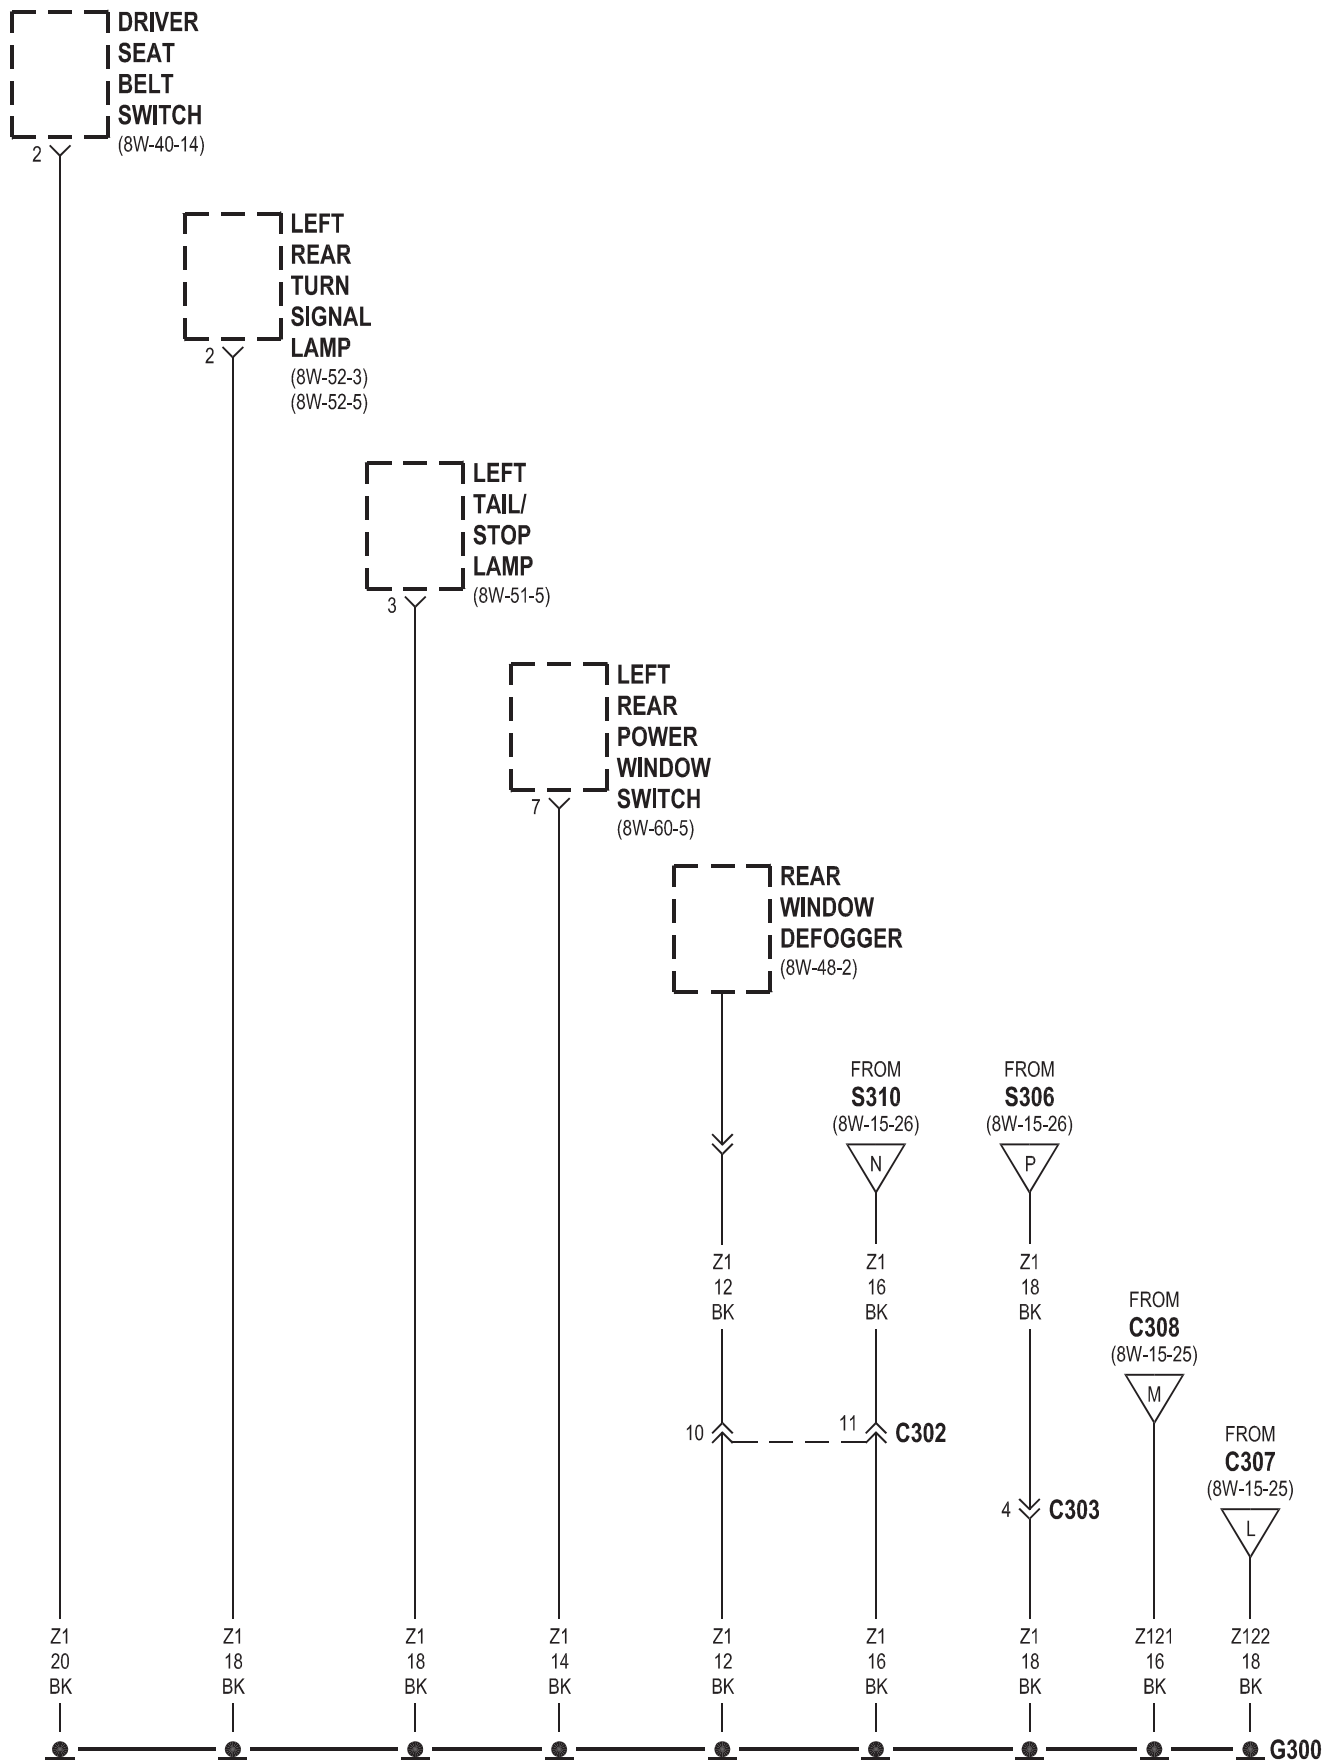 DRIVER
SEAT
BELT
SWITCH
(8W-40-14)
2
LEFT
REAR
TURN
SIGNAL
LAMP
(8W-52-3)
(8W-52-5)
2
LEFT
TAIL/
STOP
LAMP
(8W-51-5)
3
LEFT
REAR
POWER
WINDOW
SWITCH
(8W-60-5)
7
REAR
WINDOW
DEFOGGER
(8W-48-2)
FROM
S310
(8W-15-26)
N
FROM
S306
(8W-15-26)
P
Z1
12
BK
Z1
16
BK
Z1
18
BK
FROM
C308
(8W-15-25)
M
10
11
C302
FROM
C307
(8W-15-25)
L
4
C303
Z1
20
BK
Z1
18
BK
Z1
18
BK
Z1
14
BK
Z1
12
BK
Z1
16
BK
Z1
18
BK
Z121
16
BK
Z122
18
BK
G300